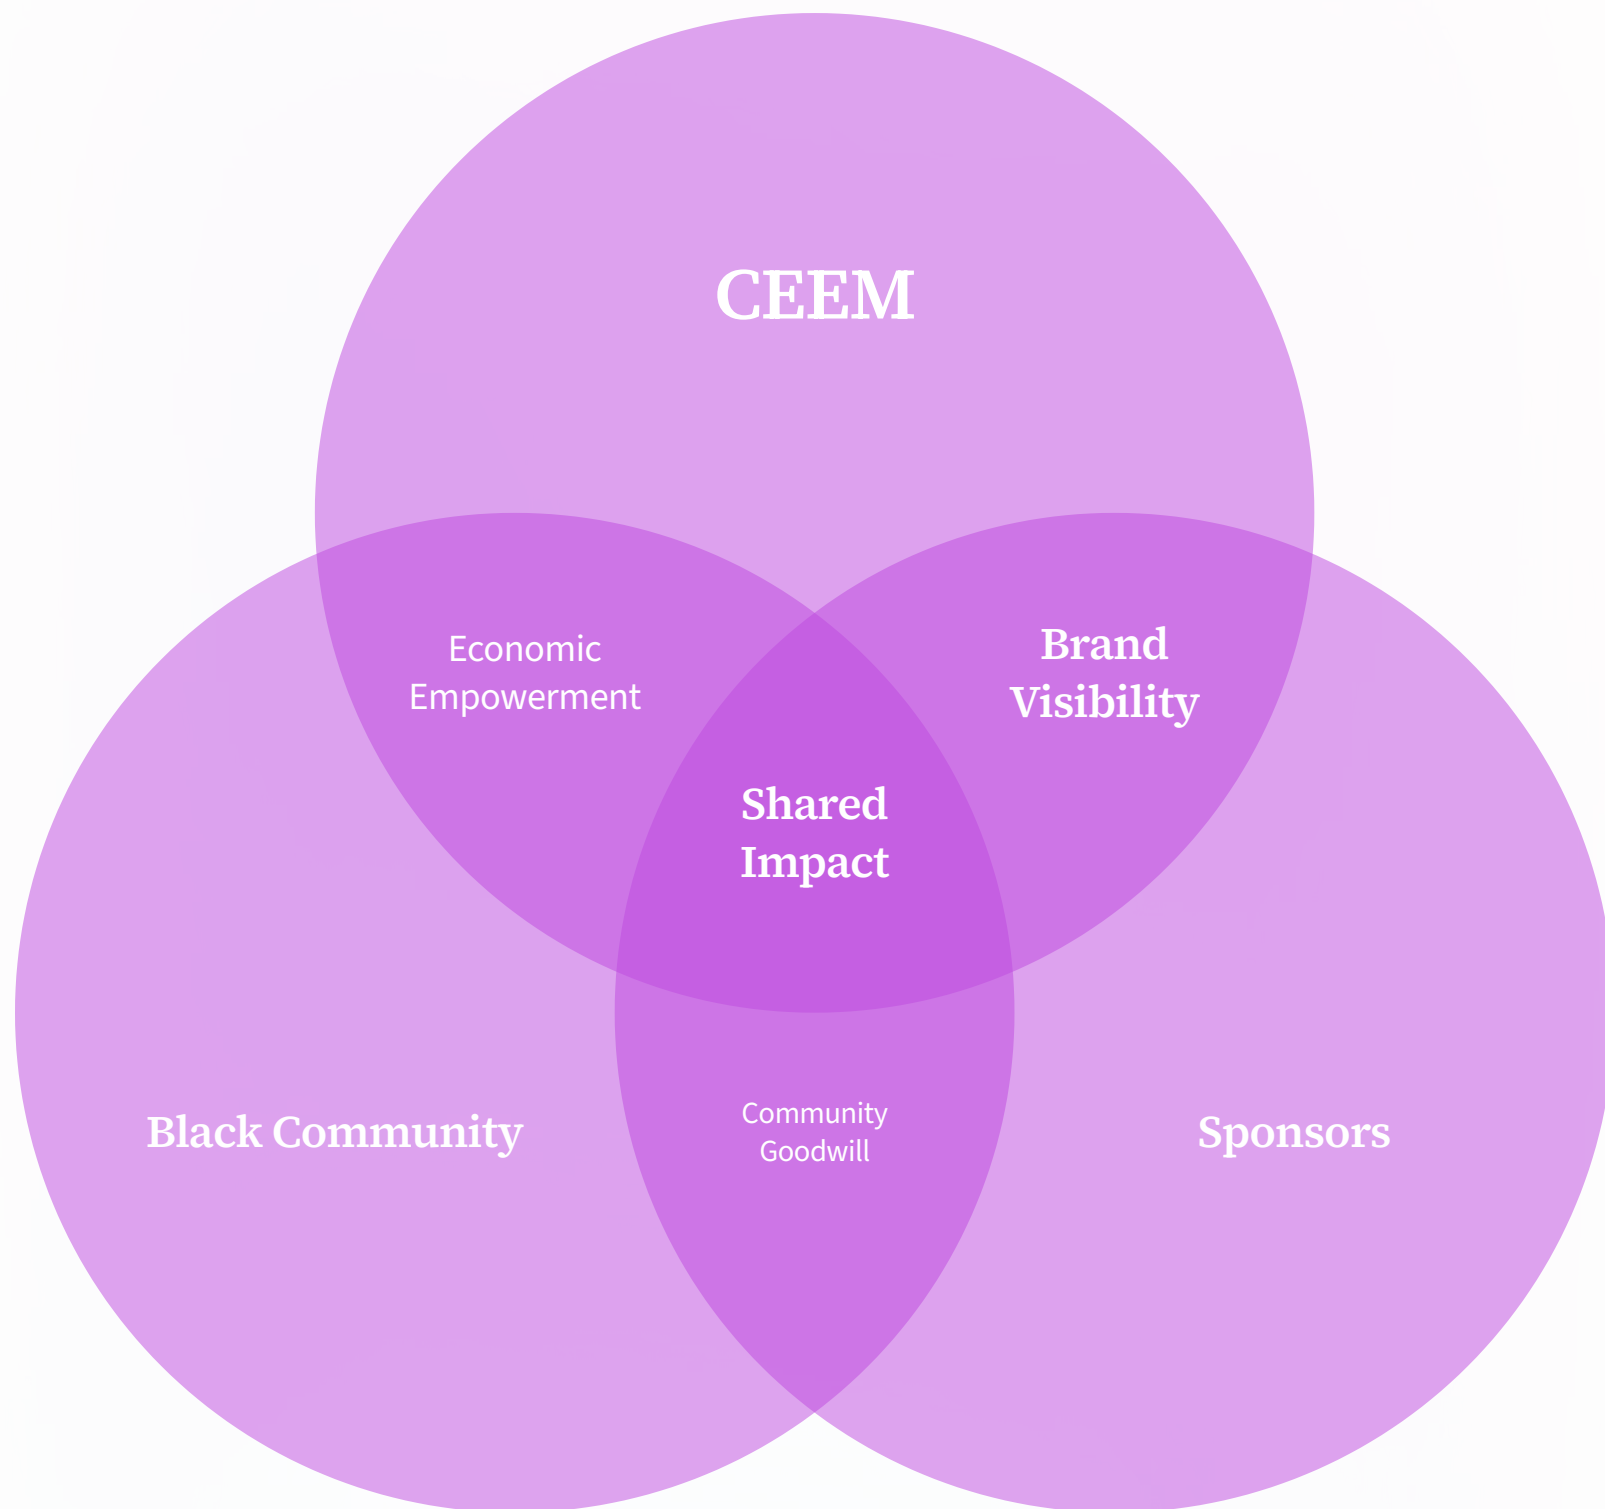 CEEM
Economic
Empowerment
Brand
Visibility
Shared
Impact
Black Community
Community
Goodwill
Sponsors